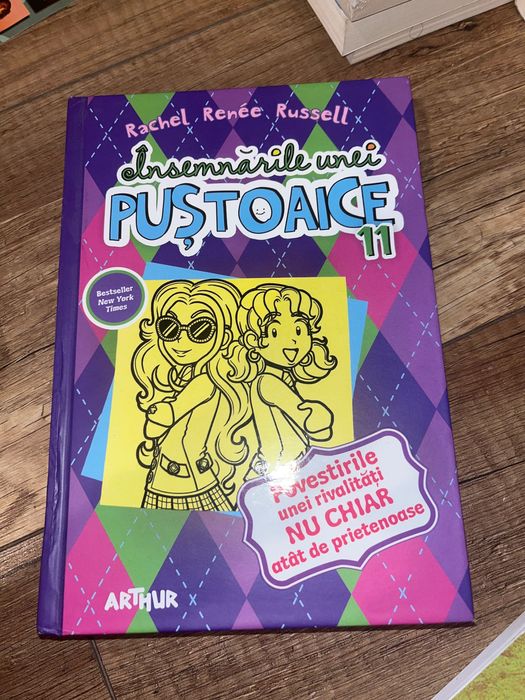 Rachel Renée Russell
Însemnările unei
PUȘTOAICE
11
Bestseller
New York
Times
Povestirile
unei rivalități
NU CHIAR
atât de prietenoase
ARTHUR